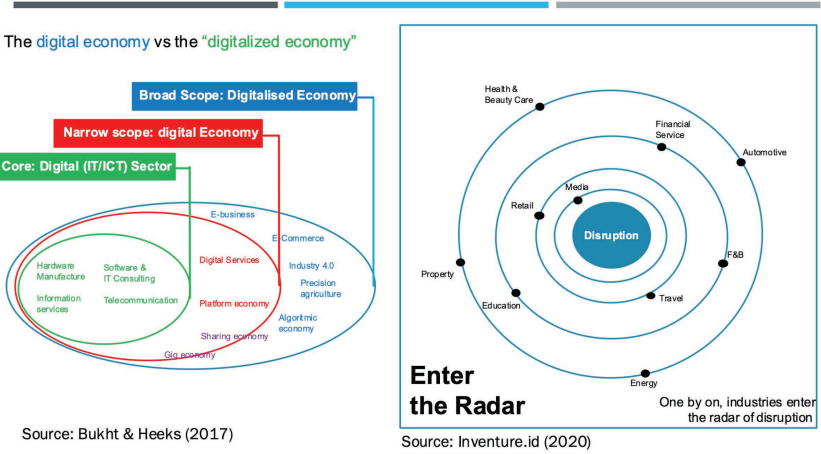 The digital economy vs the “digitalized economy”
Broad Scope: Digitalised Economy
Narrow scope: digital Economy
Core: Digital (IT/ICT) Sector
E-business
E-Commerce
Digital Services
Industry 4.0
Hardware
Manufacture
Software &
IT Consulting
Precision
agriculture
Information
services
Telecommunication
Platform economy
Algoritmic
economy
Sharing economy
Gig economy
Source: Bukht & Heeks (2017)
Health &
Beauty Care
Financial
Service
Automotive
Media
Retail
Disruption
F&B
Property
Education
Travel
Energy
Enter
the Radar
One by on, industries enter
the radar of disruption
Source: Inventure.id (2020)